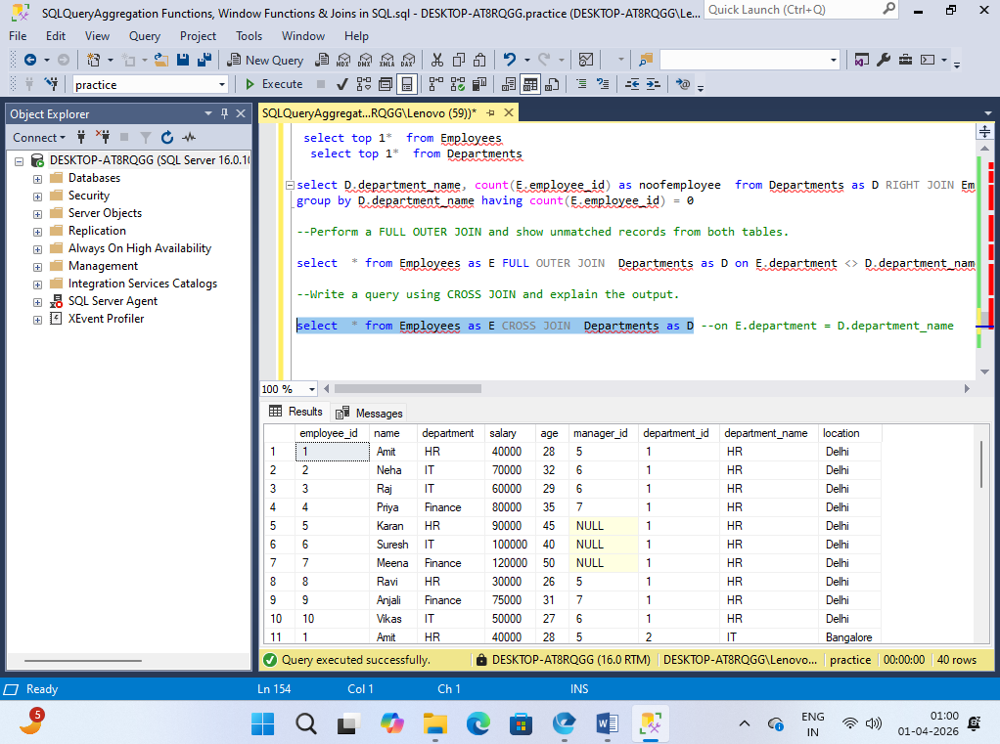 SQLQueryAggregation Functions, Window Functions & Joins in SQL.sql - DESKTOP-AT8RQGG.practice (DESKTOP-AT8RQGG\Le...
Quick Launch (Ctrl+Q)
File Edit View Query Project Tools Window Help
New Query
MDX DMX XMLA DAX
practice
Execute
Object Explorer
Connect
DESKTOP-AT8RQGG (SQL Server 16.0.10
Databases
Security
Server Objects
Replication
Always On High Availability
Management
Integration Services Catalogs
SQL Server Agent
XEvent Profiler
SQLQueryAggregat...RQGG\Lenovo (59))*
select top 1* from Employees
select top 1* from Departments
select D.department_name, count(E.employee_id) as noofemployee from Departments as D RIGHT JOIN Em
group by D.department_name having count(E.employee_id) = 0
--Perform a FULL OUTER JOIN and show unmatched records from both tables.
select * from Employees as E FULL OUTER JOIN Departments as D on E.department <> D.department_nam
--Write a query using CROSS JOIN and explain the output.
select * from Employees as E CROSS JOIN Departments as D --on E.department = D.department_name
100 %
Results Messages
employee_id name department salary age manager_id department_id department_name location
1 1 Amit HR 40000 28 5 1 HR Delhi
2 2 Neha IT 70000 32 6 1 HR Delhi
3 3 Raj IT 60000 29 6 1 HR Delhi
4 4 Priya Finance 80000 35 7 1 HR Delhi
5 5 Karan HR 90000 45 NULL 1 HR Delhi
6 6 Suresh IT 100000 40 NULL 1 HR Delhi
7 7 Meena Finance 120000 50 NULL 1 HR Delhi
8 8 Ravi HR 30000 26 5 1 HR Delhi
9 9 Anjali Finance 75000 31 7 1 HR Delhi
10 10 Vikas IT 50000 27 6 1 HR Delhi
11 1 Amit HR 40000 28 5 2 IT Bangalore
Query executed successfully. DESKTOP-AT8RQGG (16.0 RTM) DESKTOP-AT8RQGG\Lenovo... practice 00:00:00 40 rows
Ready Ln 154 Col 1 Ch 1 INS
5
ENG
IN
01:00
01-04-2026